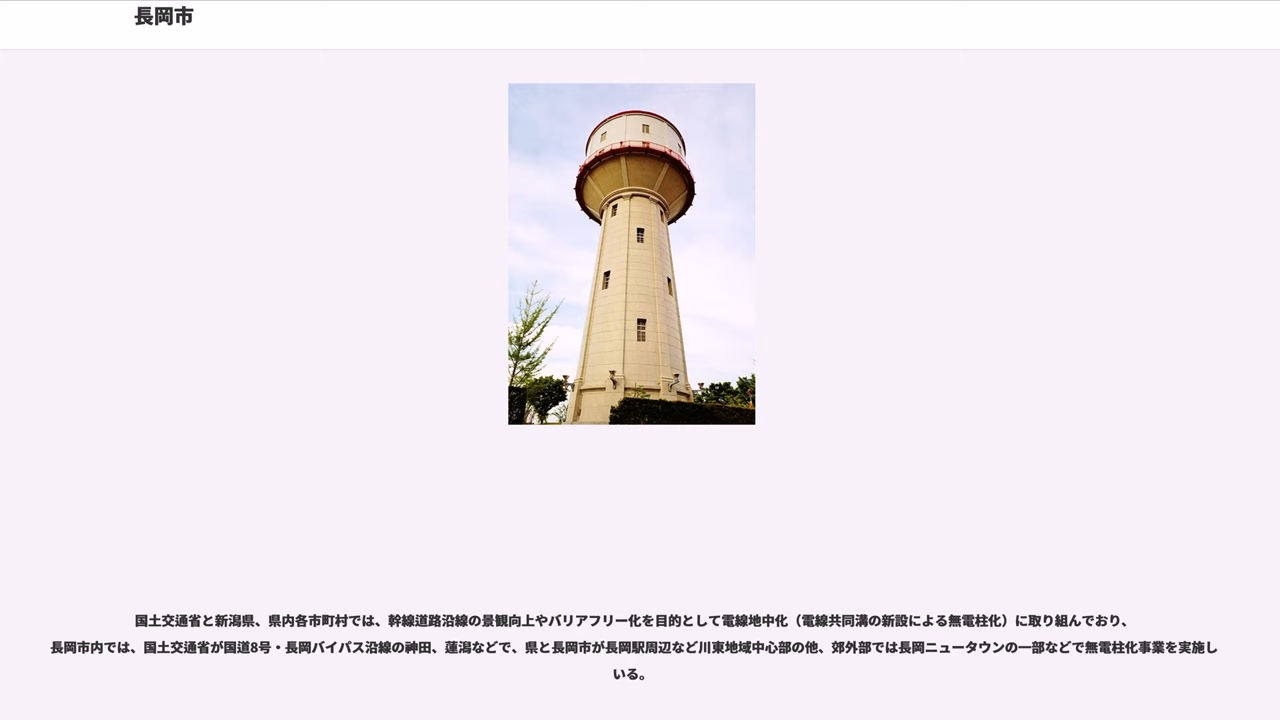 長岡市
国土交通省と新潟県、県内各市町村では、幹線道路沿線の景観向上やバリアフリー化を目的として電線地中化（電線共同溝の新設による無電柱化）に取り組んでおり、
長岡市内では、国土交通省が国道8号・長岡バイパス沿線の神田、蓮潟などで、県と長岡市が長岡駅周辺など川東地域中心部の他、郊外部では長岡ニュータウンの一部などで無電柱化事業を実施し
いる。